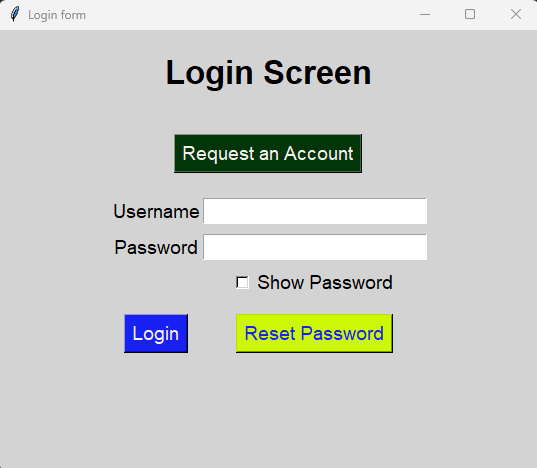 Login form
Login Screen
Request an Account
Username
Password
Show Password
Login Reset Password